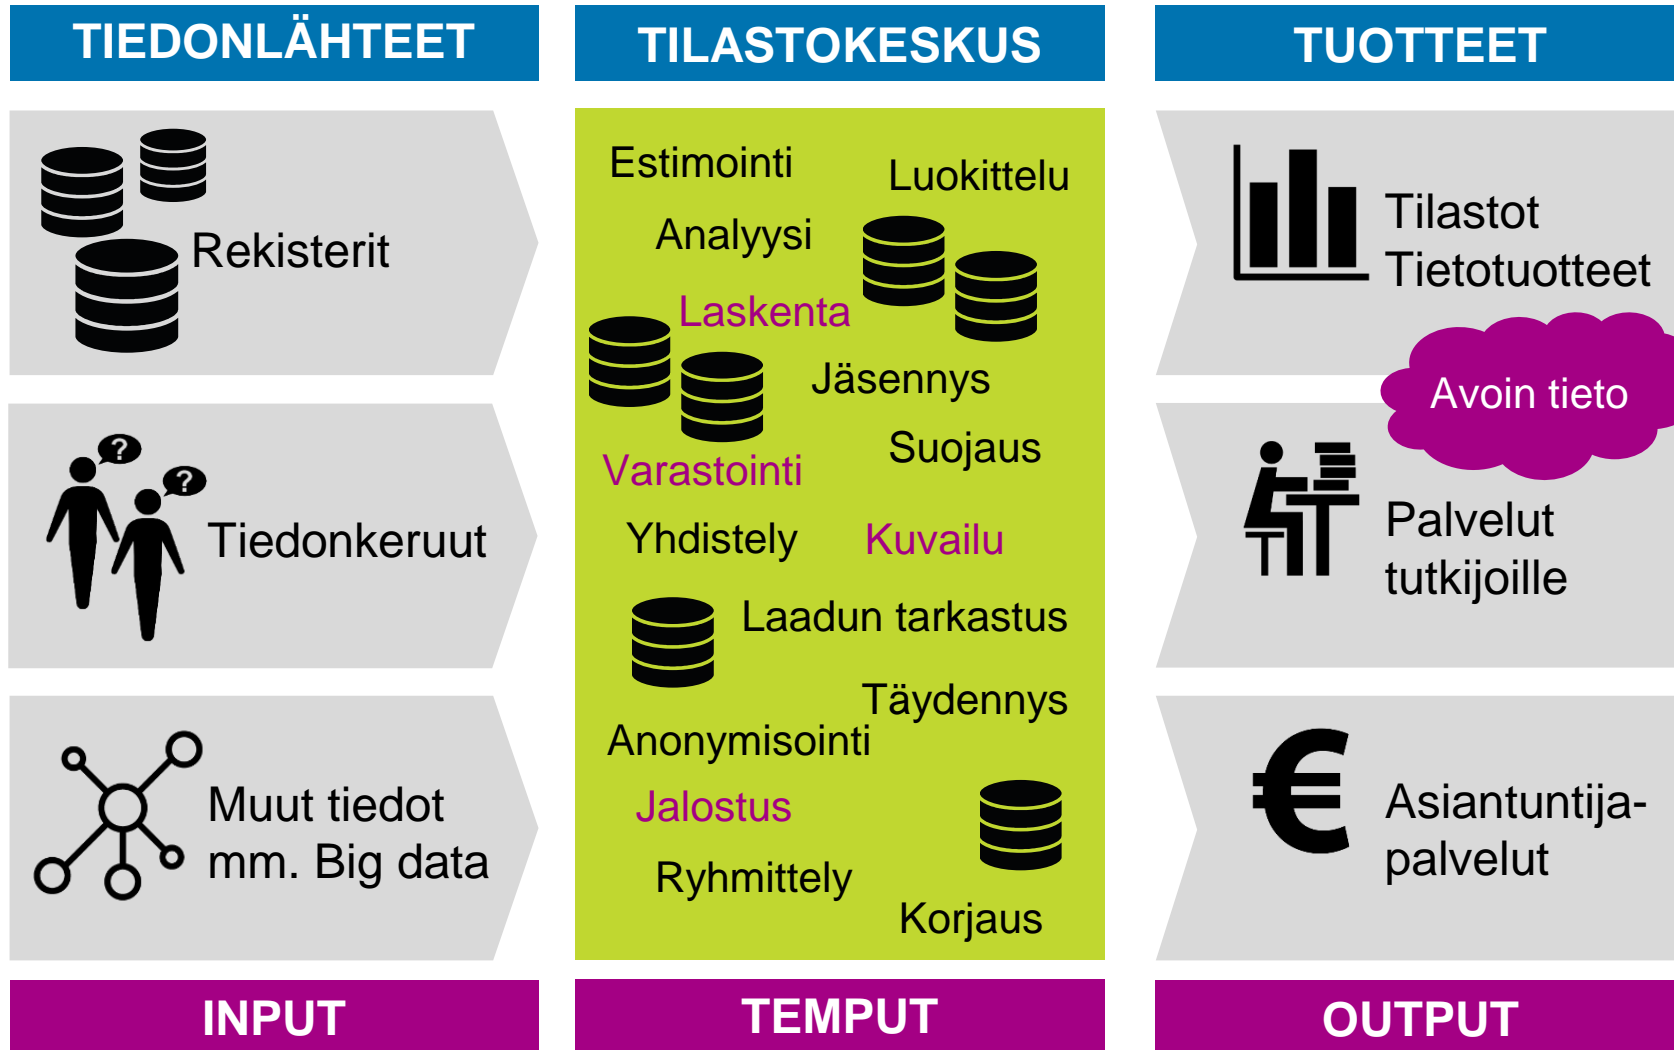 TIEDONLÄHTEET
Rekisterit
?
?
Tiedonkeruut
Muut tiedot
mm. Big data
INPUT
TILASTOKESKUS
Estimointi
Luokittelu
Analyysi
Laskenta
Jäsennys
Suojaus
Varastointi
Yhdistely
Kuvailu
Laadun tarkastus
Täydennys
Anonymisointi
Jalostus
Ryhmittely
Korjaus
TEMPUT
TUOTTEET
Tilastot
Tietotuotteet
Avoin tieto
Palvelut
tutkijoille
€
Asiantuntija-
palvelut
OUTPUT